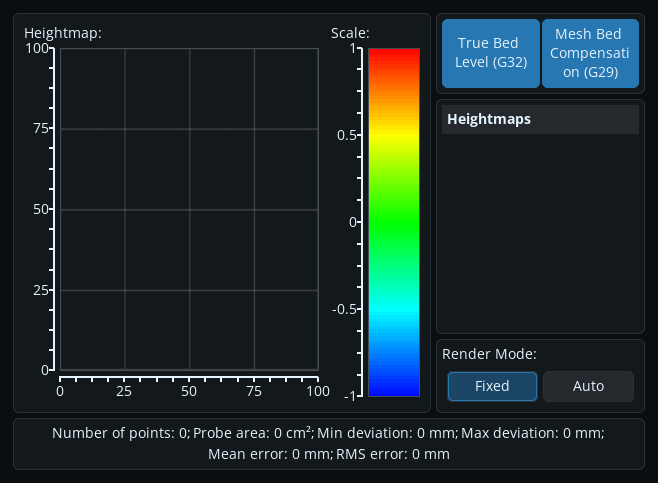 Heightmap:
100
75
50
25
0
0 25 50 75 100
Scale:
1
0.5
0
-0.5
-1
True Bed
Level (G32)
Mesh Bed
Compensati
on (G29)
Heightmaps
Render Mode:
Fixed
Auto
Number of points: 0; Probe area: 0 cm²; Min deviation: 0 mm; Max deviation: 0 mm;
Mean error: 0 mm; RMS error: 0 mm